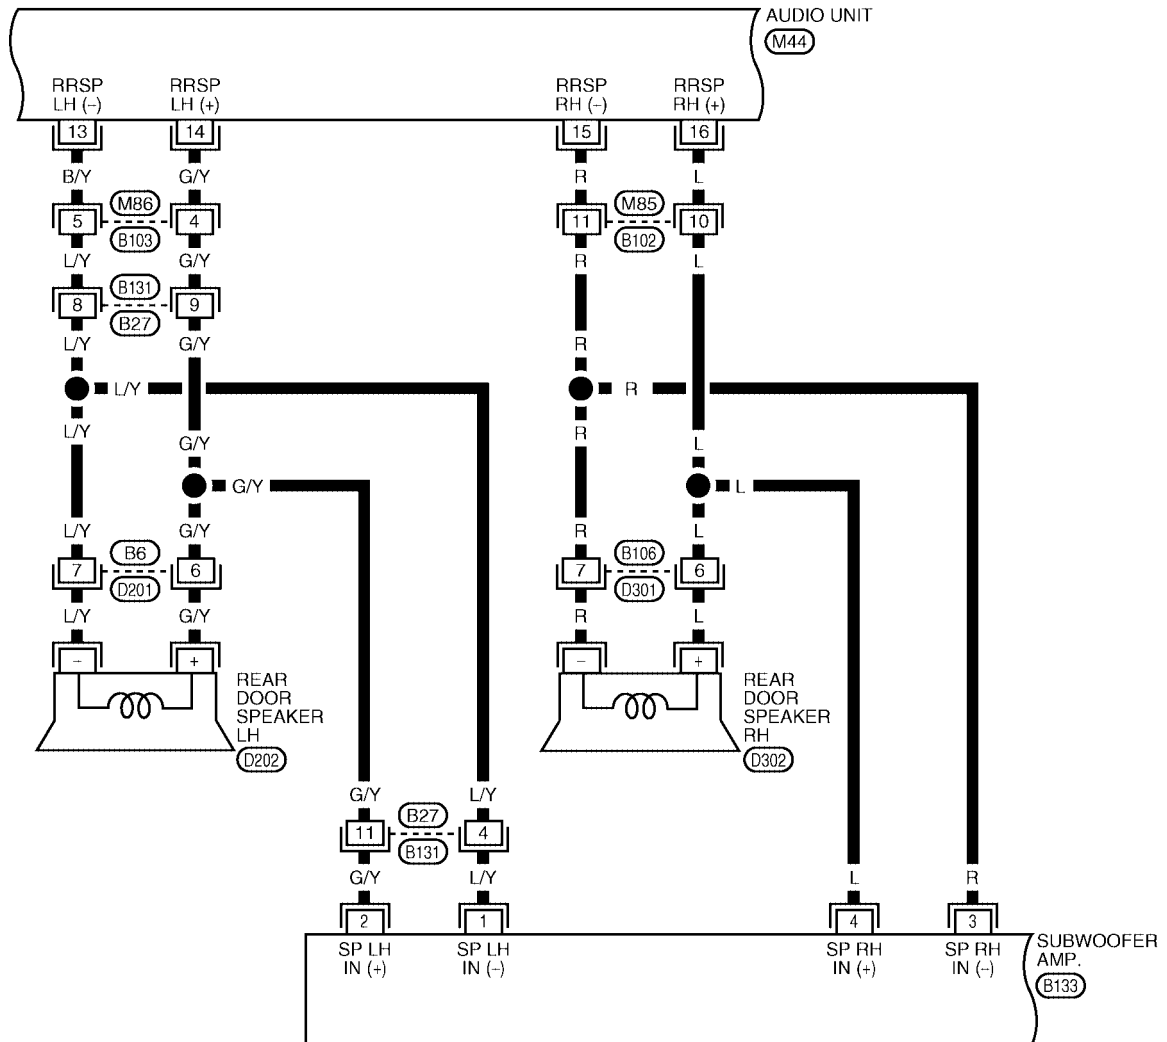 AUDIO UNIT
M44
RRSP LH (-)
RRSP LH (+)
RRSP RH (-)
RRSP RH (+)
13
14
15
16
B/Y
G/Y
R
L
M86
M85
5
4
11
10
B103
B102
L/Y
G/Y
R
L
B131
8
9
B27
L/Y
G/Y
R
L/Y
R
L/Y
G/Y
R
L
G/Y
L
L/Y
G/Y
R
L
B6
B106
7
6
7
6
D201
D301
L/Y
G/Y
R
L
-
+
-
+
REAR
DOOR
SPEAKER
LH
D202
REAR
DOOR
SPEAKER
RH
D302
G/Y
L/Y
B27
11
4
B131
G/Y
L/Y
L
R
2
1
4
3
SP LH IN (+)
SP LH IN (-)
SP RH IN (+)
SP RH IN (-)
SUBWOOFER
AMP.
B133